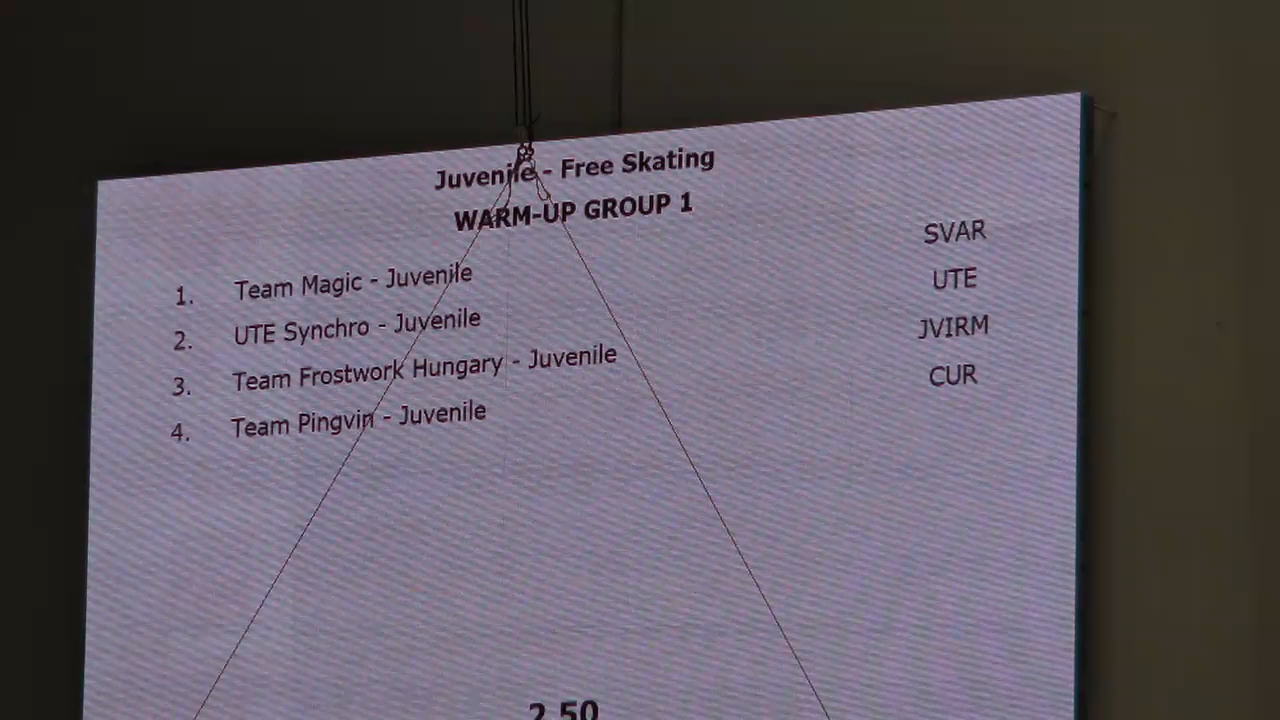 Juvenile - Free Skating
WARM-UP GROUP 1
1. Team Magic - Juvenile SVAR
2. UTE Synchro - Juvenile UTE
3. Team Frostwork Hungary - Juvenile JVIRM
4. Team Pingvin - Juvenile CUR
2.50